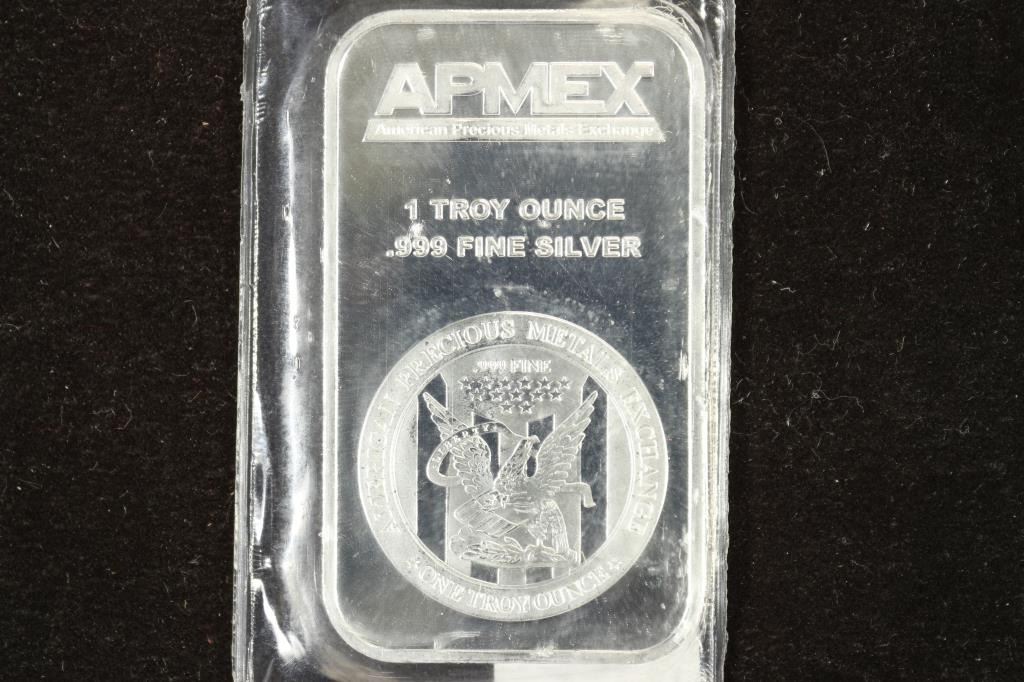 APMEX
American Precious Metals Exchange
1 TROY OUNCE
.999 FINE SILVER
AMERICAN PRECIOUS METALS EXCHANGE
.999 FINE
LIBERTY
ONE TROY OUNCE